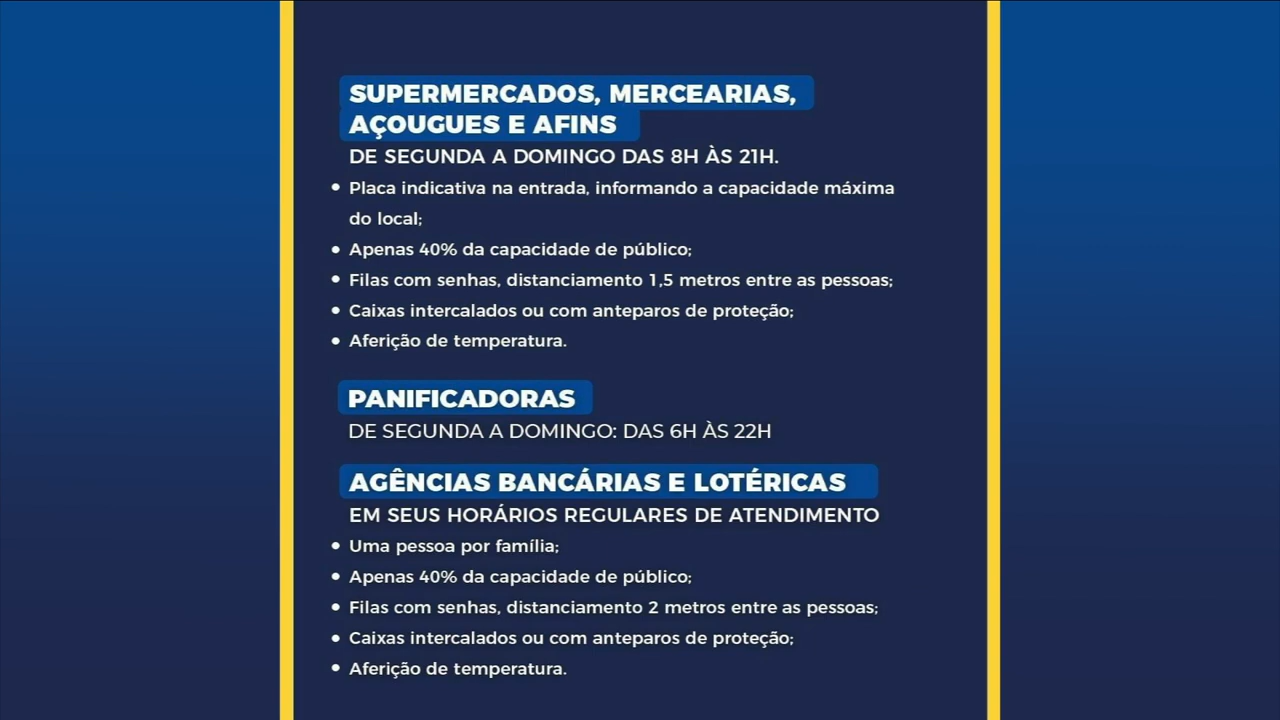 SUPERMERCADOS, MERCEARIAS,
AÇOUGUES E AFINS
DE SEGUNDA A DOMINGO DAS 8H ÀS 21H.
• Placa indicativa na entrada, informando a capacidade máxima
do local;
• Apenas 40% da capacidade de público;
• Filas com senhas, distanciamento 1,5 metros entre as pessoas;
• Caixas intercalados ou com anteparos de proteção;
• Aferição de temperatura.
PANIFICADORAS
DE SEGUNDA A DOMINGO: DAS 6H ÀS 22H
AGÊNCIAS BANCÁRIAS E LOTÉRICAS
EM SEUS HORÁRIOS REGULARES DE ATENDIMENTO
• Uma pessoa por família;
• Apenas 40% da capacidade de público;
• Filas com senhas, distanciamento 2 metros entre as pessoas;
• Caixas intercalados ou com anteparos de proteção;
• Aferição de temperatura.